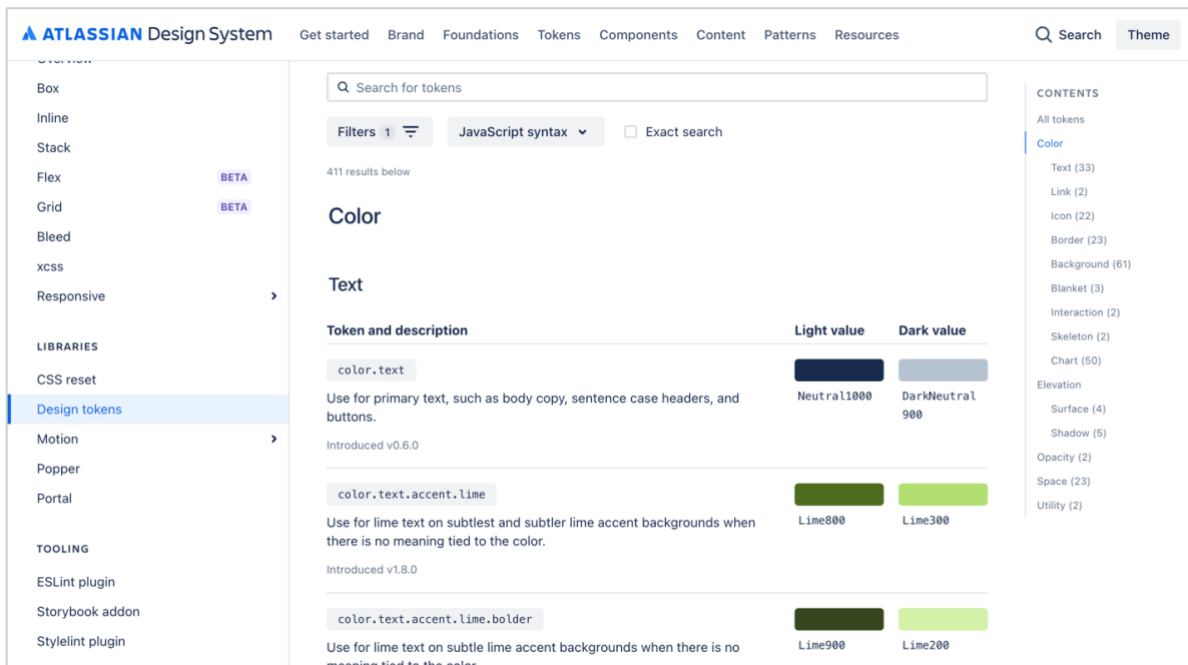 ATLASSIAN Design System
Get started
Brand
Foundations
Tokens
Components
Content
Patterns
Resources
Search
Theme
Overview
Box
Inline
Stack
Flex BETA
Grid BETA
Bleed
xcss
Responsive
LIBRARIES
CSS reset
Design tokens
Motion
Popper
Portal
TOOLING
ESLint plugin
Storybook addon
Stylelint plugin
Search for tokens
Filters 1
JavaScript syntax
Exact search
411 results below
Color
Text
Token and description
Light value
Dark value
color.text
Use for primary text, such as body copy, sentence case headers, and
buttons.
Introduced v0.6.0
Neutral1000
DarkNeutral
900
color.text.accent.lime
Use for lime text on subtlest and subtler lime accent backgrounds when
there is no meaning tied to the color.
Introduced v1.8.0
Lime800
Lime300
color.text.accent.lime.bolder
Use for lime text on subtle lime accent backgrounds when there is no
meaning tied to the color.
Lime900
Lime200
CONTENTS
All tokens
Color
Text (33)
Link (2)
Icon (22)
Border (23)
Background (61)
Blanket (3)
Interaction (2)
Skeleton (2)
Chart (50)
Elevation
Surface (4)
Shadow (5)
Opacity (2)
Space (23)
Utility (2)